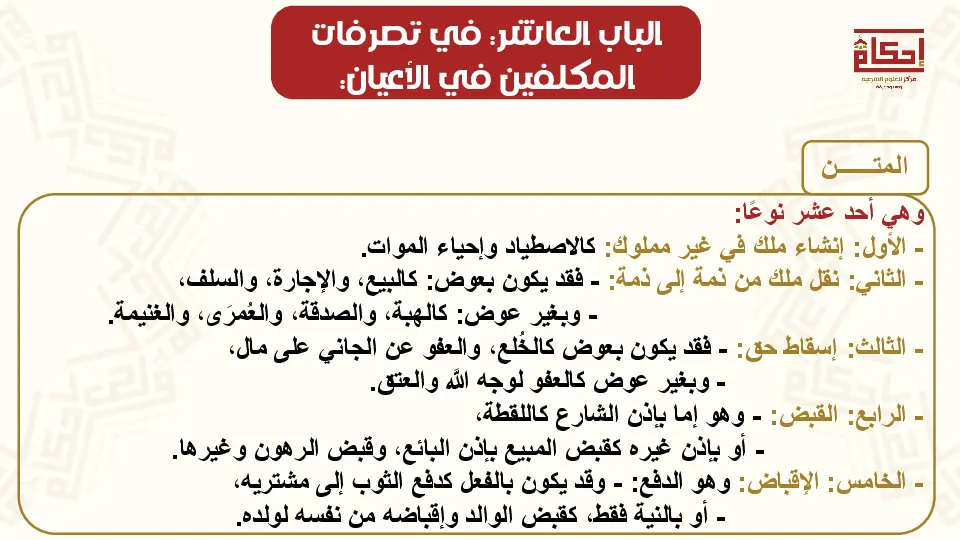 الباب العاشر: في تصرفات
المكلفين في الأعيان:
إحكام
مركز للعلوم الشرعية
المتـــــــن
وهي أحد عشر نوعًا:
- الأول: إنشاء ملك في غير مملوك: كالاصطياد وإحياء الموات.
- الثاني: نقل ملك من ذمة إلى ذمة: - فقد يكون بعوض: كالبيع، والإجارة، والسلف،
- وبغير عوض: كالهبة، والصدقة، والعُمرَى، والغنيمة.
- الثالث: إسقاط حق: - فقد يكون بعوض كالخُلع، والعفو عن الجاني على مال،
- وبغير عوض كالعفو لوجه الله والعتق.
- الرابع: القبض: - وهو إما بإذن الشارع كاللقطة،
- أو بإذن غيره كقبض المبيع بإذن البائع، وقبض الرهون وغيرها.
- الخامس: الإقباض: وهو الدفع: - وقد يكون بالفعل كدفع الثوب إلى مشتريه،
- أو بالنية فقط، كقبض الوالد وإقباضه من نفسه لولده.